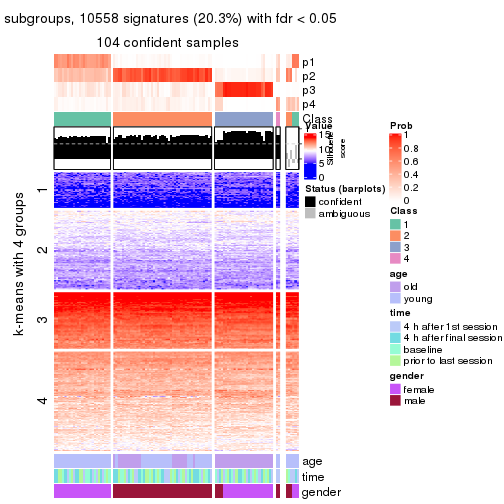 subgroups, 10558 signatures (20.3%) with fdr < 0.05
104 confident samples
p1
p2
p3
p4
Class
Value
15
10
5
0
Silhouette
score
Status (barplots)
confident
ambiguous
k-means with 4 groups
1
2
3
4
age
time
gender
Prob
1
0.8
0.6
0.4
0.2
0
Class
1
2
3
4
age
old
young
time
4 h after 1st session
4 h after final session
baseline
prior to last session
gender
female
male